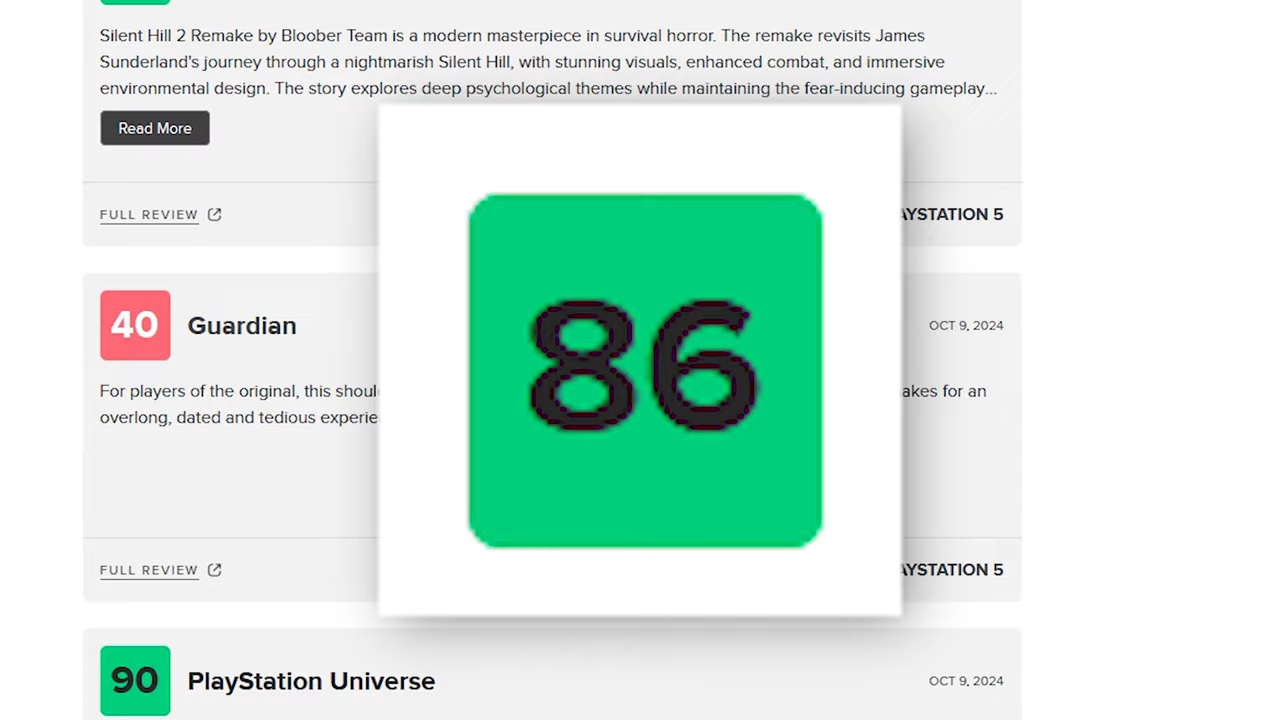 Silent Hill 2 Remake by Bloober Team is a modern masterpiece in survival horror. The remake revisits James
Sunderland's journey through a nightmarish Silent Hill, with stunning visuals, enhanced combat, and immersive
environmental design. The story explores deep psychological themes while maintaining the fear-inducing gameplay...
Read More
FULL REVIEW
AYSTATION 5
86
40 Guardian
OCT 9, 2024
For players of the original, this shoul
akes for an
overlong, dated and tedious experie
FULL REVIEW
AYSTATION 5
90 PlayStation Universe
OCT 9, 2024